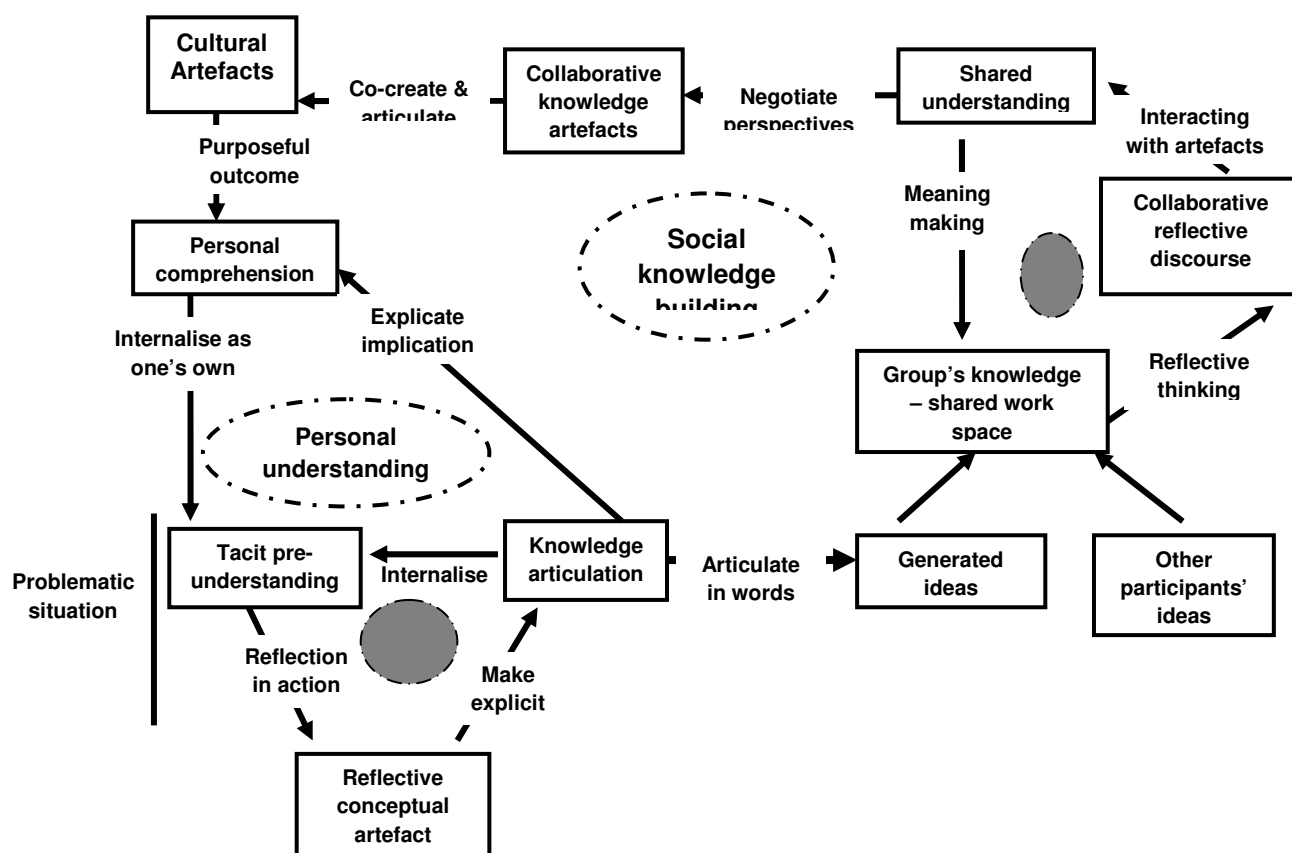 Cultural
Artefacts
Co-create &
articulate
Collaborative
knowledge
artefacts
Negotiate
perspectives
Shared
understanding
Interacting
with artefacts
Purposeful
outcome
Meaning
making
Collaborative
reflective
discourse
Personal
comprehension
Social
knowledge
building
Internalise as
one's own
Explicate
implication
Group's knowledge
– shared work
space
Reflective
thinking
Personal
understanding
Problematic
situation
Tacit pre-
understanding
Internalise
Knowledge
articulation
Articulate
in words
Generated
ideas
Other
participants'
ideas
Reflection
in action
Make
explicit
Reflective
conceptual
artefact